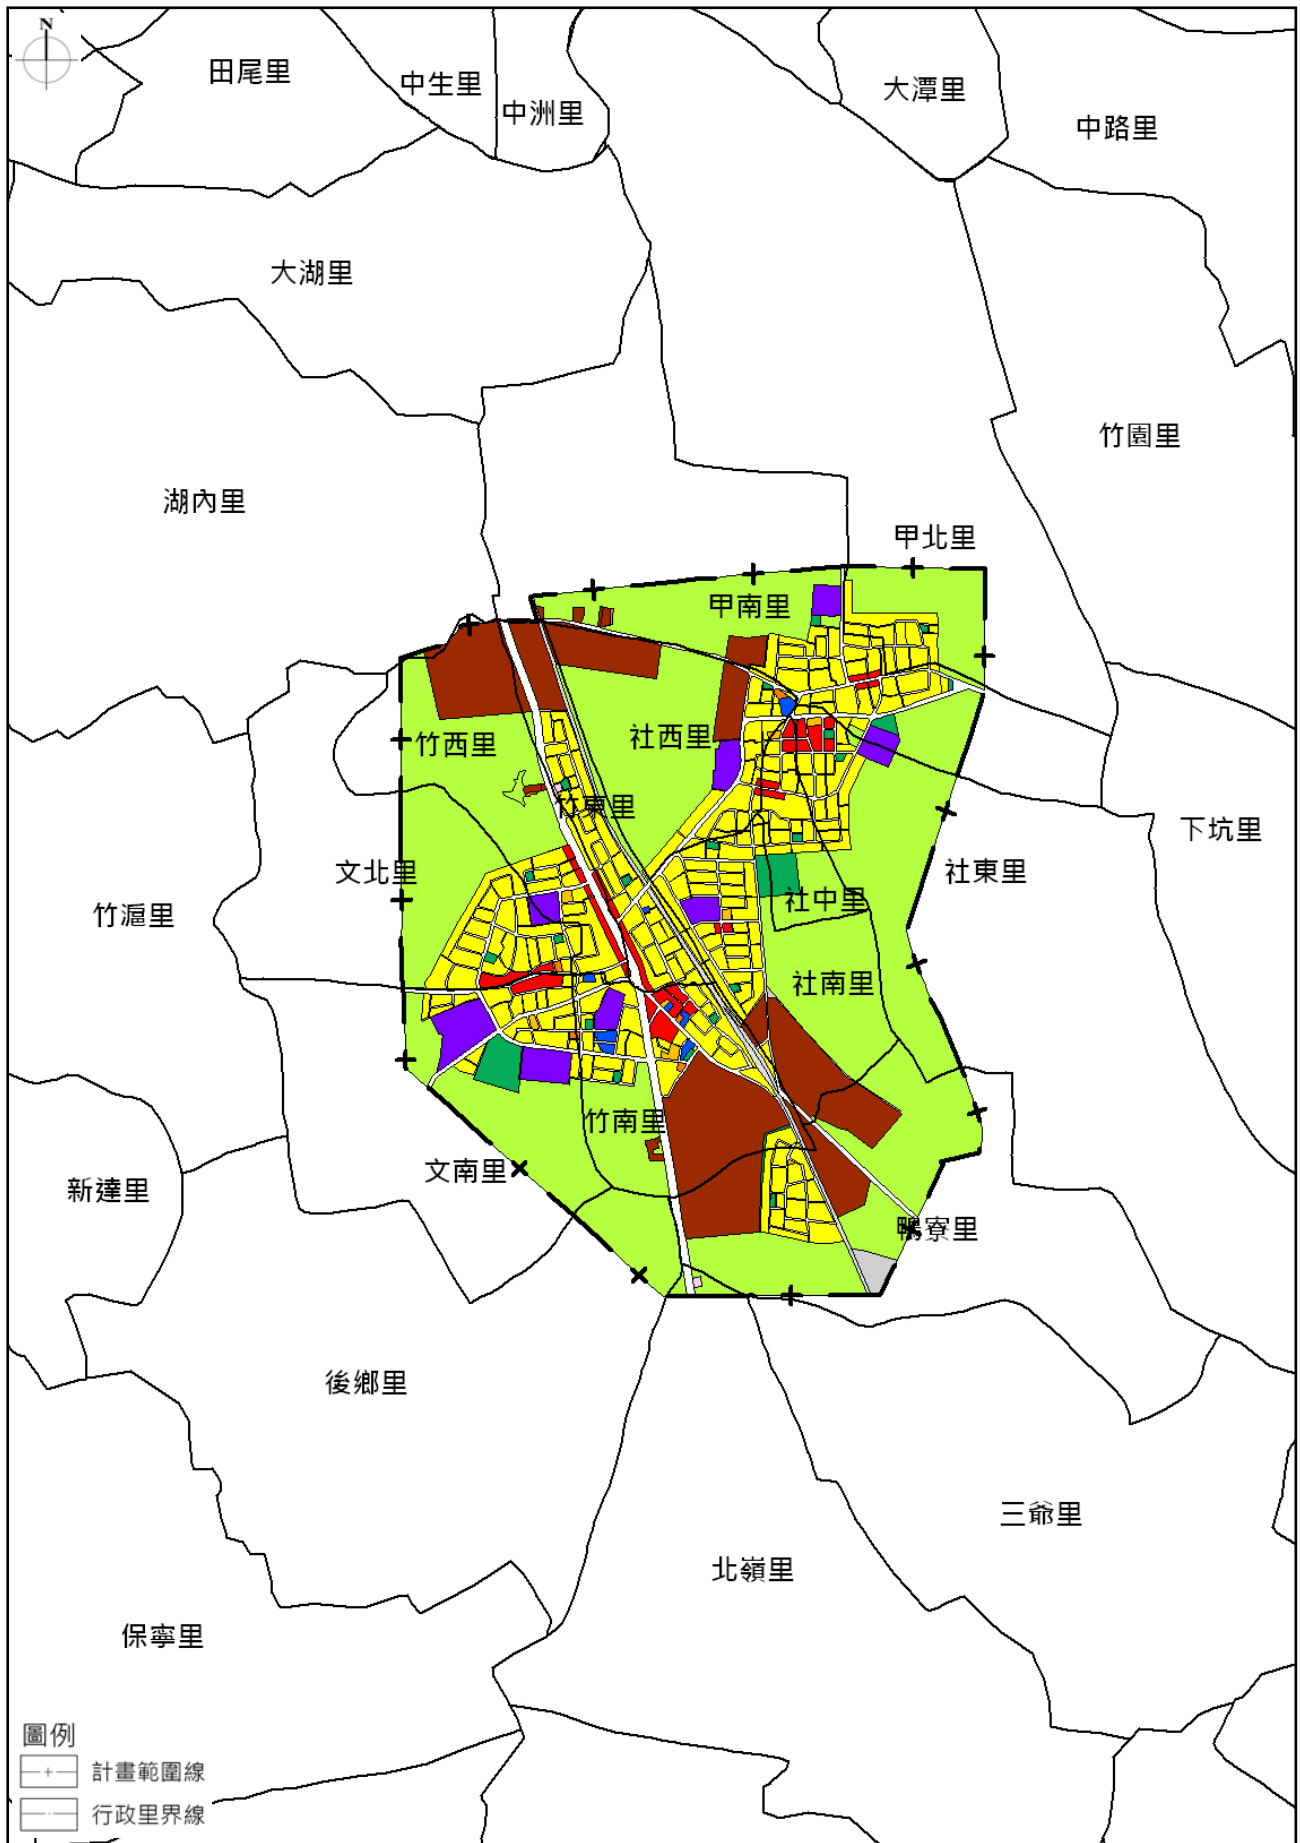 N
田尾里
中生里
中洲里
大潭里
中路里
大湖里
竹園里
湖內里
甲北里
甲南里
社西里
竹西里
竹東里
下坑里
文北里
社東里
社中里
竹滬里
社南里
竹南里
文南里
新達里
鴨寮里
後鄉里
三爺里
北嶺里
保寧里
圖例
計畫範圍線
行政里界線